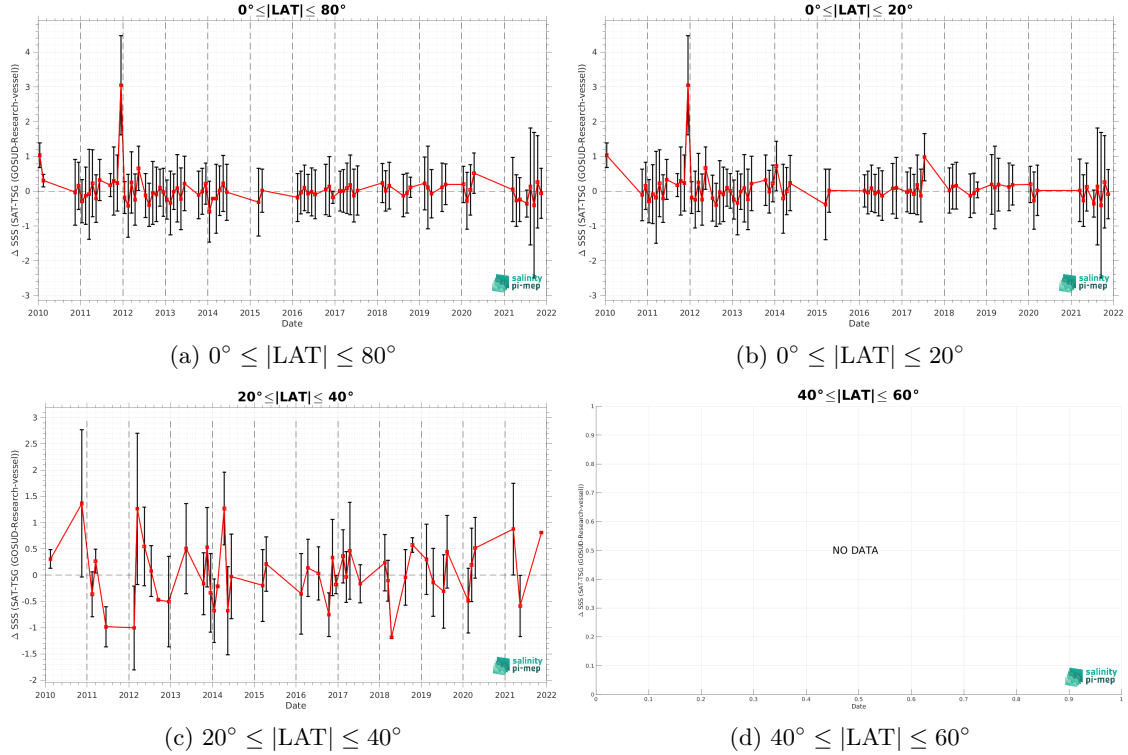 0°≤|LAT|≤ 80°
Δ SSS (SAT-TSG (GOSUD-Research-vessel))
4
3
2
1
0
-1
-2
-3
2010 2011 2012 2013 2014 2015 2016 2017 2018 2019 2020 2021 2022
Date
salinity
pi-mep
(a) 0° ≤ |LAT| ≤ 80°
0°≤|LAT|≤ 20°
Δ SSS (SAT-TSG (GOSUD-Research-vessel))
4
3
2
1
0
-1
-2
-3
2010 2011 2012 2013 2014 2015 2016 2017 2018 2019 2020 2021 2022
Date
salinity
pi-mep
(b) 0° ≤ |LAT| ≤ 20°
20°≤|LAT|≤ 40°
Δ SSS (SAT-TSG (GOSUD-Research-vessel))
3
2.5
2
1.5
1
0.5
0
-0.5
-1
-1.5
-2
2010 2011 2012 2013 2014 2015 2016 2017 2018 2019 2020 2021 2022
Date
salinity
pi-mep
(c) 20° ≤ |LAT| ≤ 40°
40°≤|LAT|≤ 60°
Δ SSS (SAT-TSG (GOSUD-Research-vessel))
1
0.9
0.8
0.7
0.6
0.5
0.4
0.3
0.2
0.1
0
NO DATA
0 0.1 0.2 0.3 0.4 0.5 0.6 0.7 0.8 0.9 1
Date
salinity
pi-mep
(d) 40° ≤ |LAT| ≤ 60°